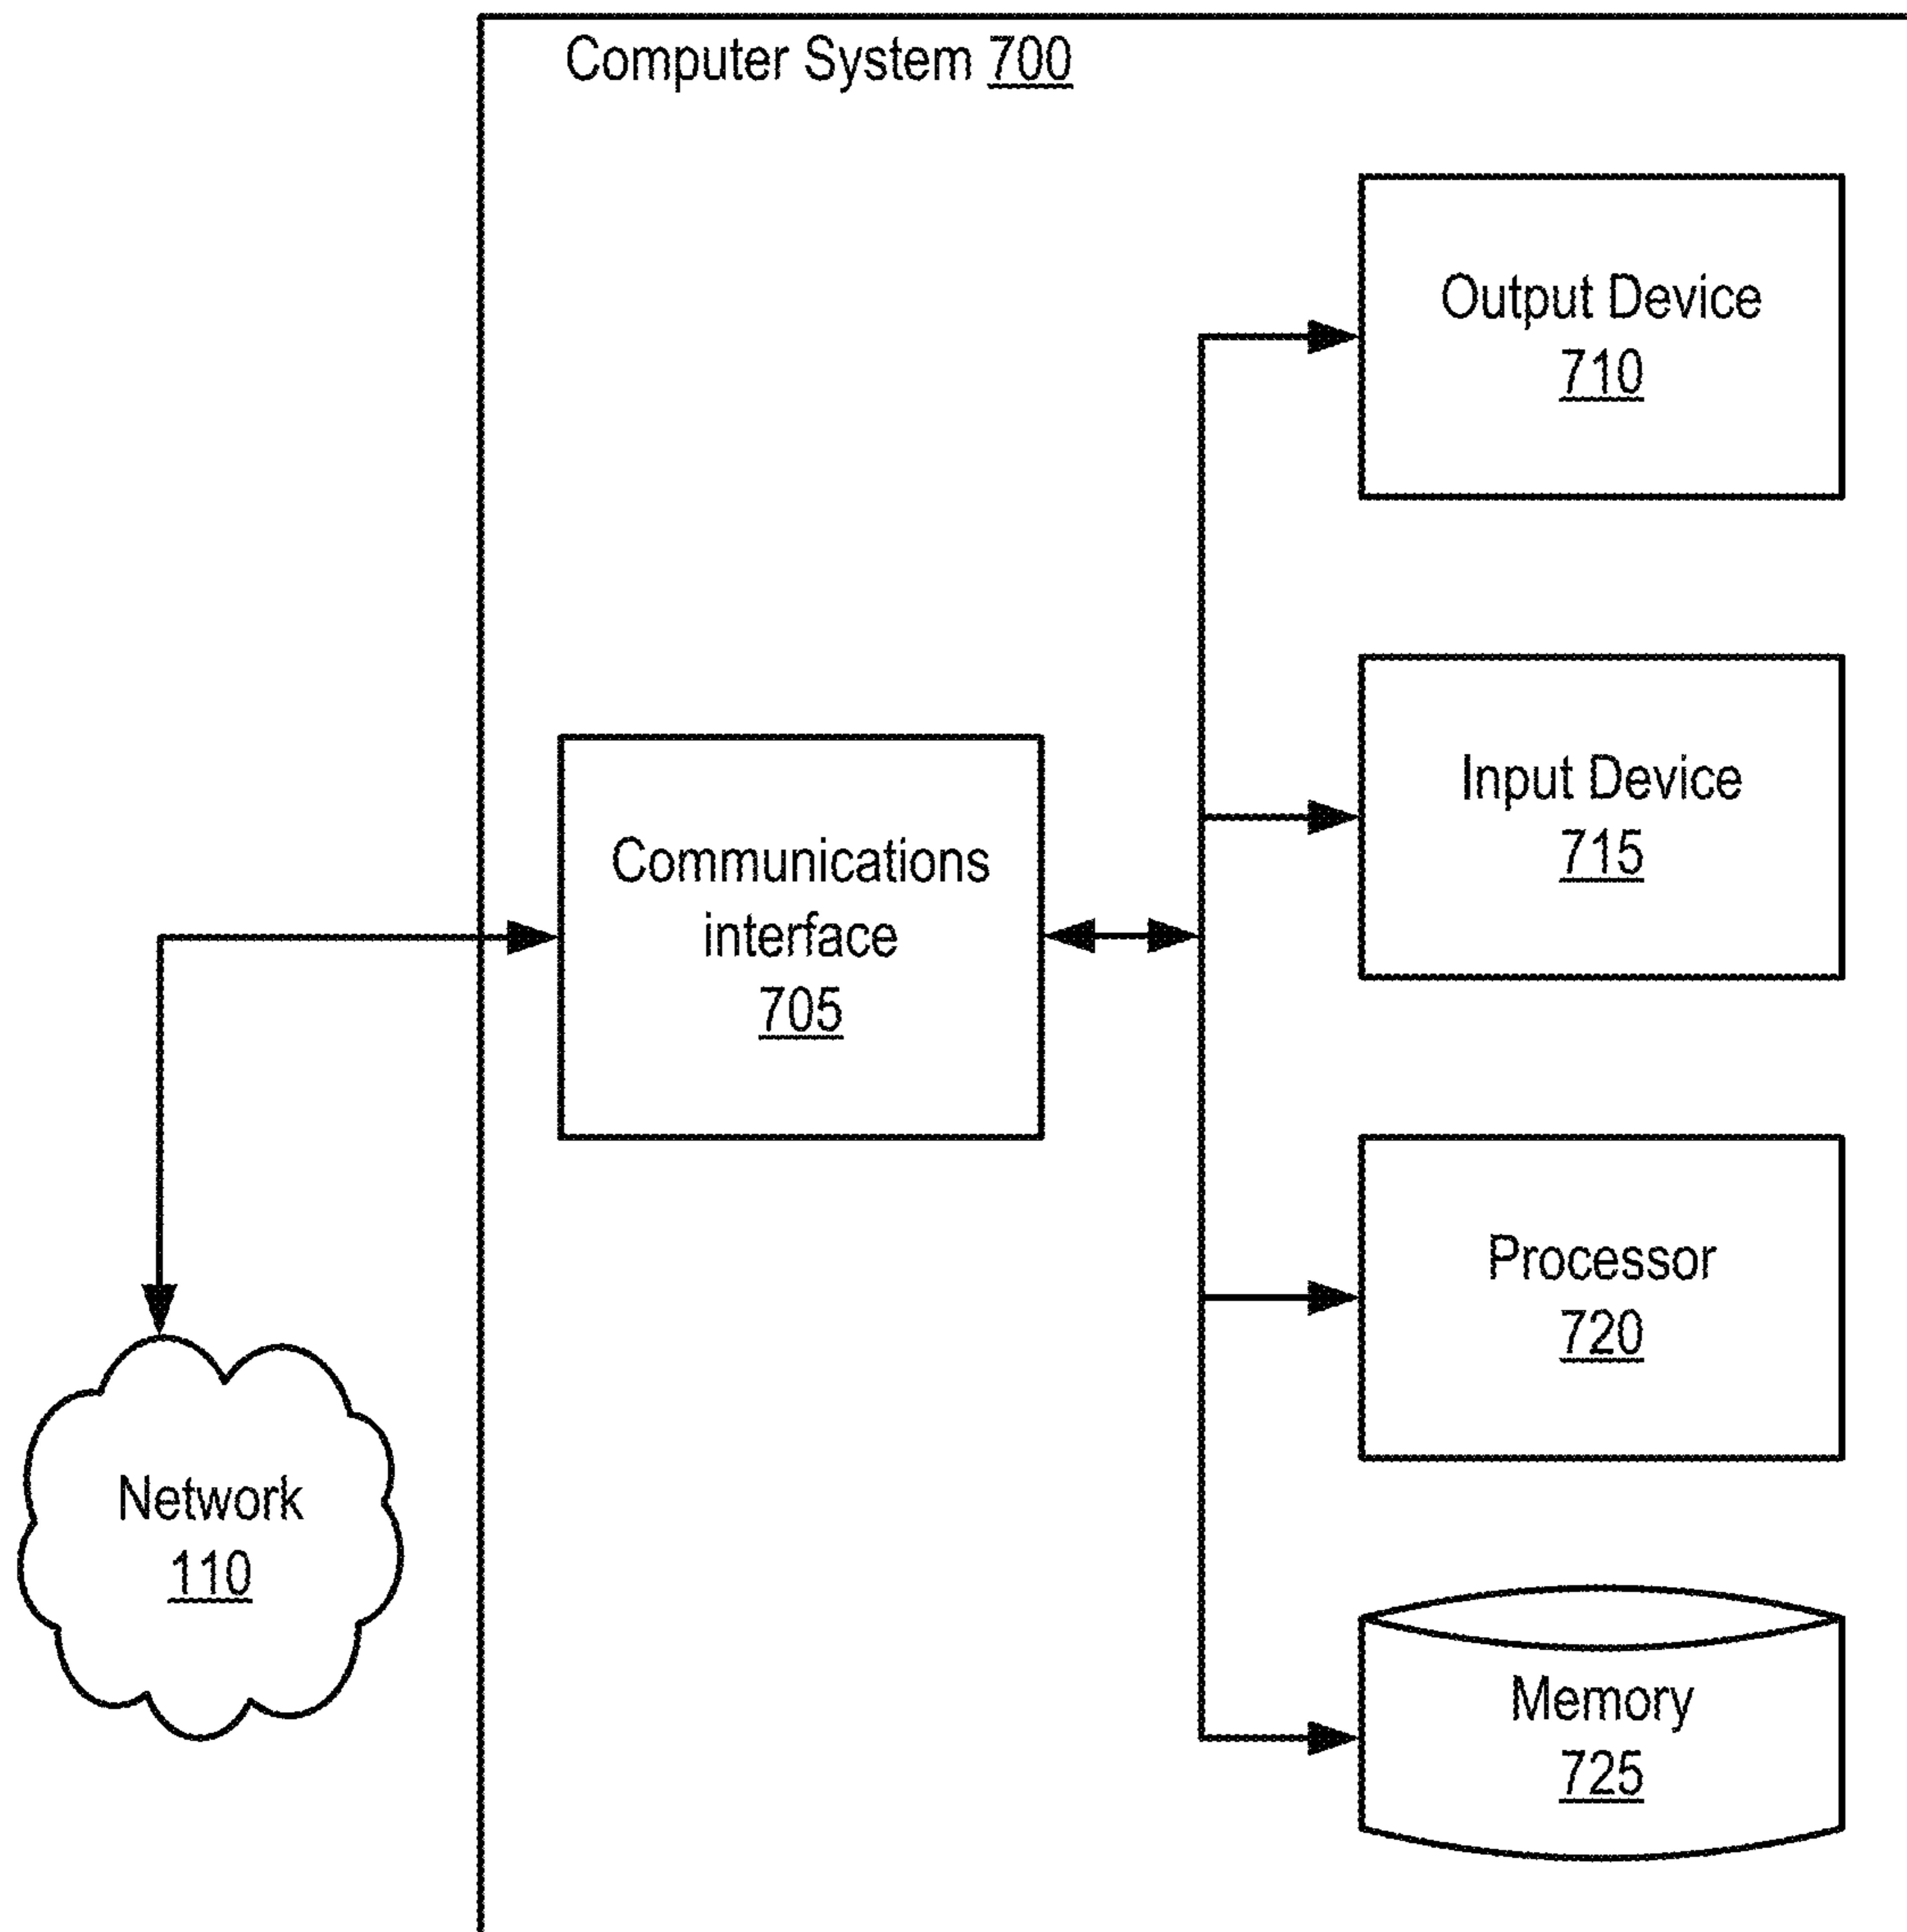 Computer System 700
Output Device
710
Input Device
715
Communications
interface
705
Processor
720
Network
110
Memory
725